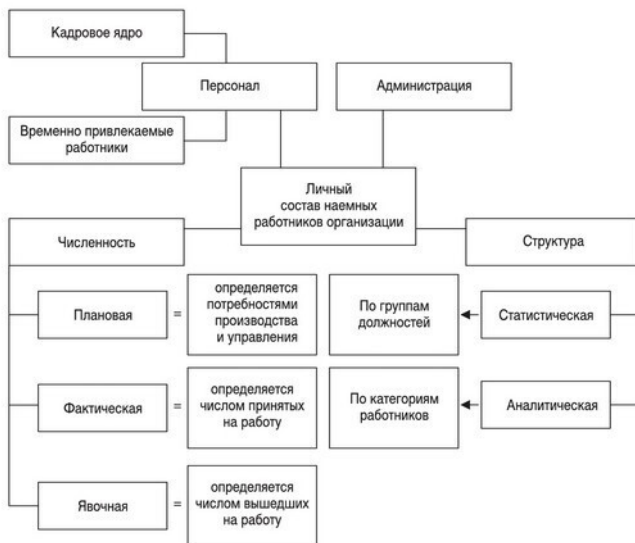 Кадровое ядро
Персонал
Администрация
Временно привлекаемые
работники
Личный
состав наемных
работников организации
Численность
Структура
Плановая
=
определяется
потребностями
производства
и управления
По группам
должностей
Статистическая
Фактическая
=
определяется
числом принятых
на работу
По категориям
работников
Аналитическая
Явочная
=
определяется
числом вышедших
на работу